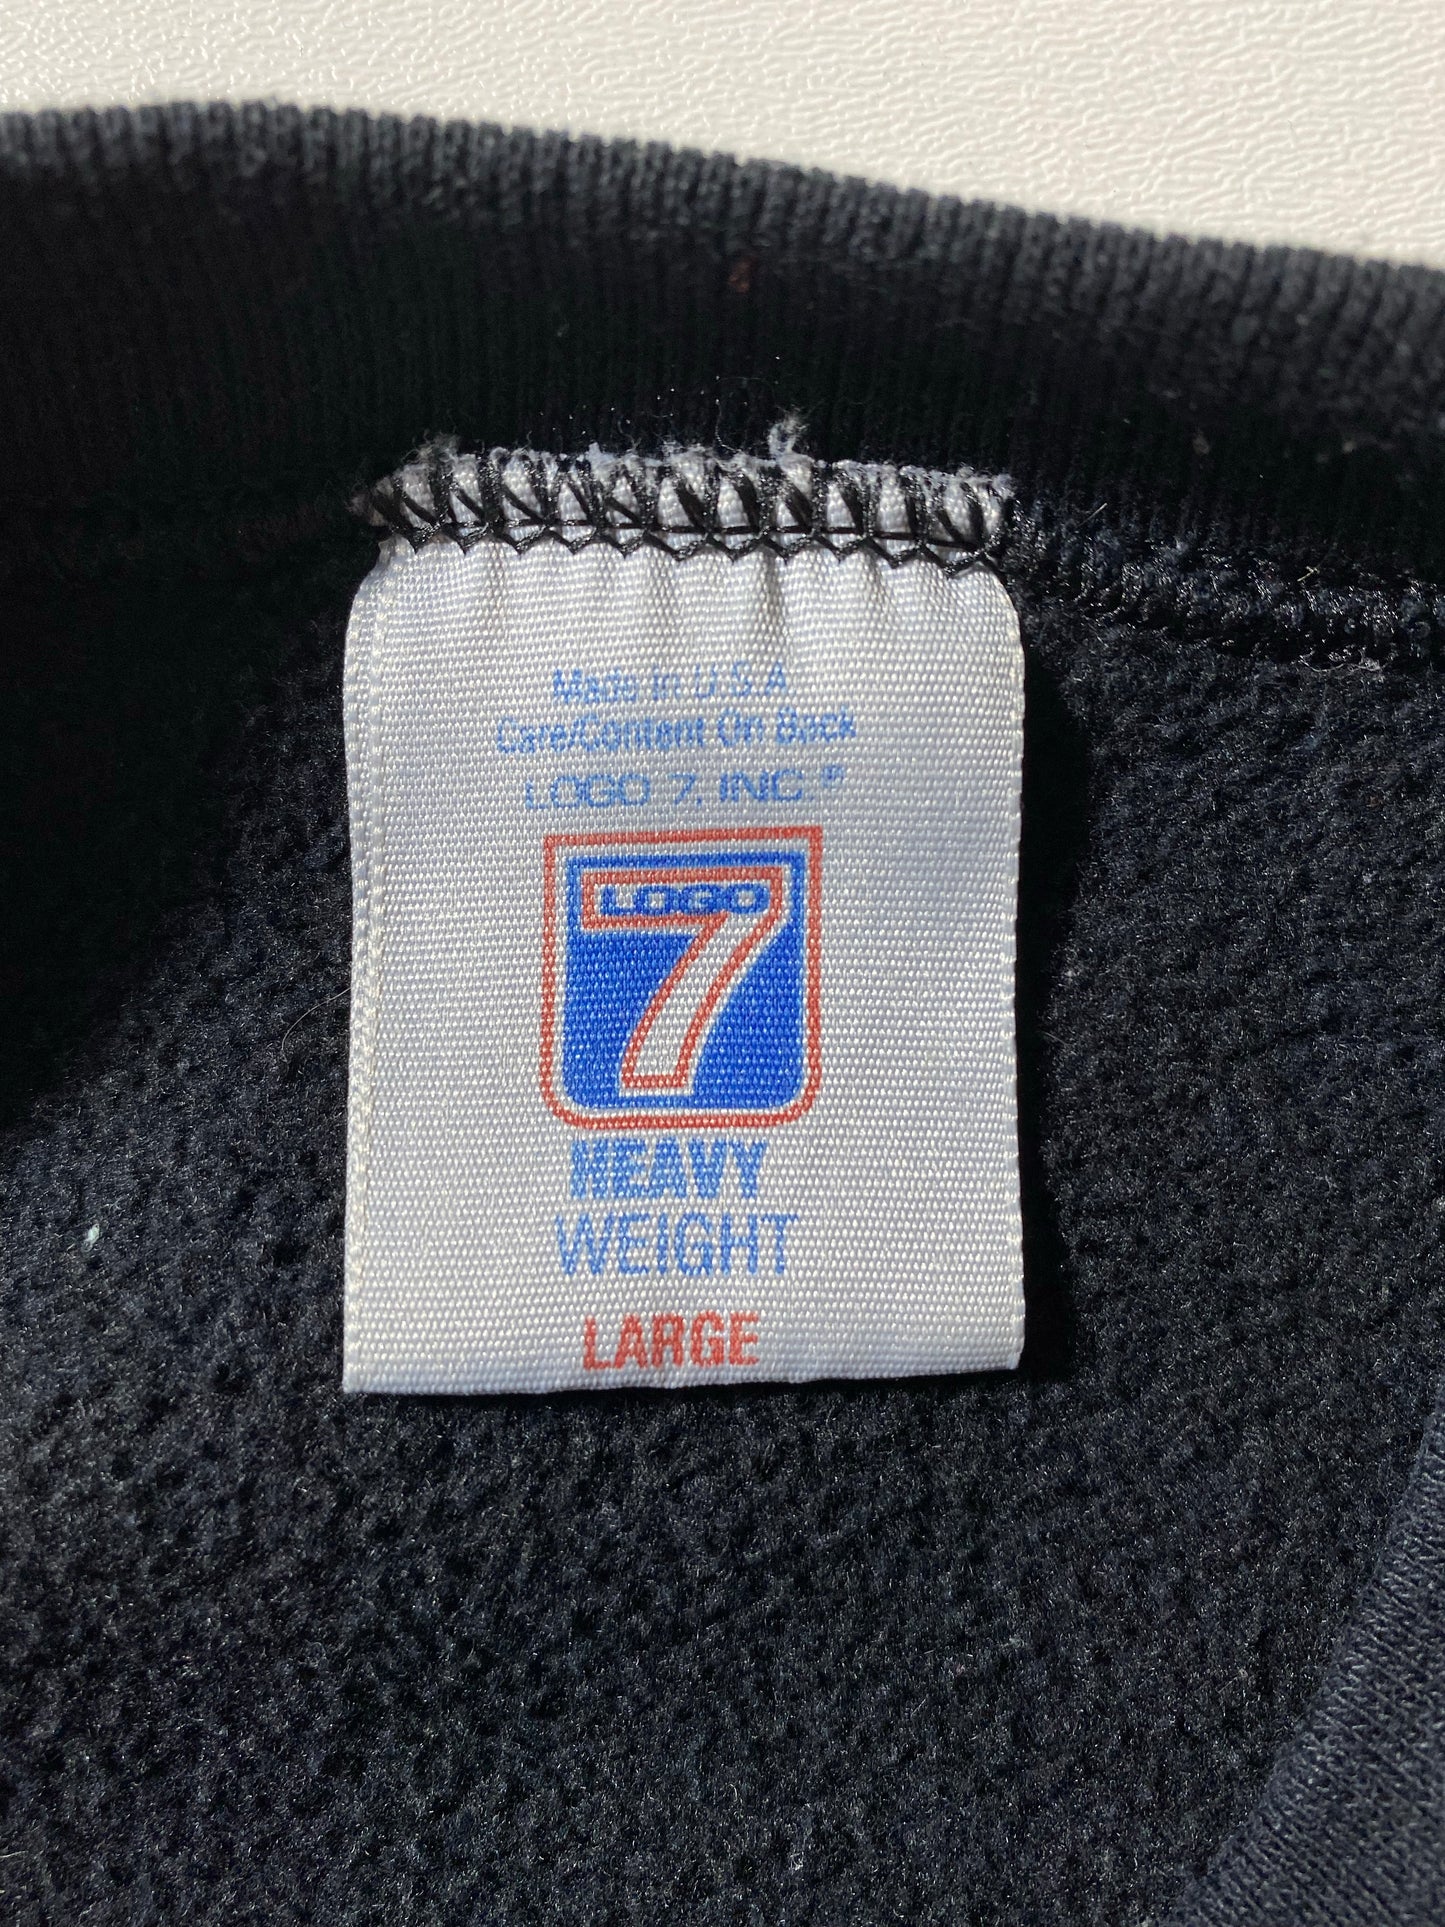 Made in U.S.A
Care/Content On Back
LOGO 7, INC.®
LOGO
7
HEAVY
WEIGHT
LARGE